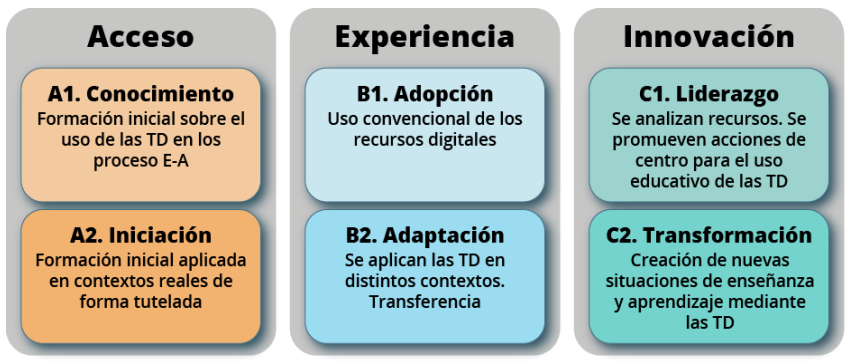 Acceso
A1. Conocimiento
Formación inicial sobre el
uso de las TD en los
proceso E-A
A2. Iniciación
Formación inicial aplicada
en contextos reales de
forma tutelada
Experiencia
B1. Adopción
Uso convencional de los
recursos digitales
B2. Adaptación
Se aplican las TD en
distintos contextos.
Transferencia
Innovación
C1. Liderazgo
Se analizan recursos. Se
promueven acciones de
centro para el uso
educativo de las TD
C2. Transformación
Creación de nuevas
situaciones de enseñanza
y aprendizaje mediante
las TD